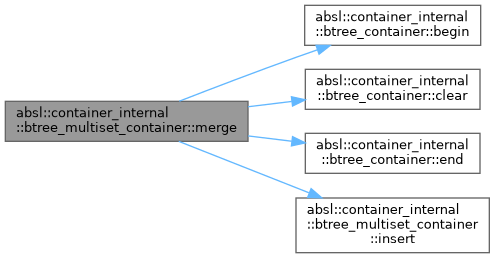 absl::container_internal
::btree_multiset_container::merge
absl::container_internal
::btree_container::begin
absl::container_internal
::btree_container::clear
absl::container_internal
::btree_container::end
absl::container_internal
::btree_multiset_container
::insert